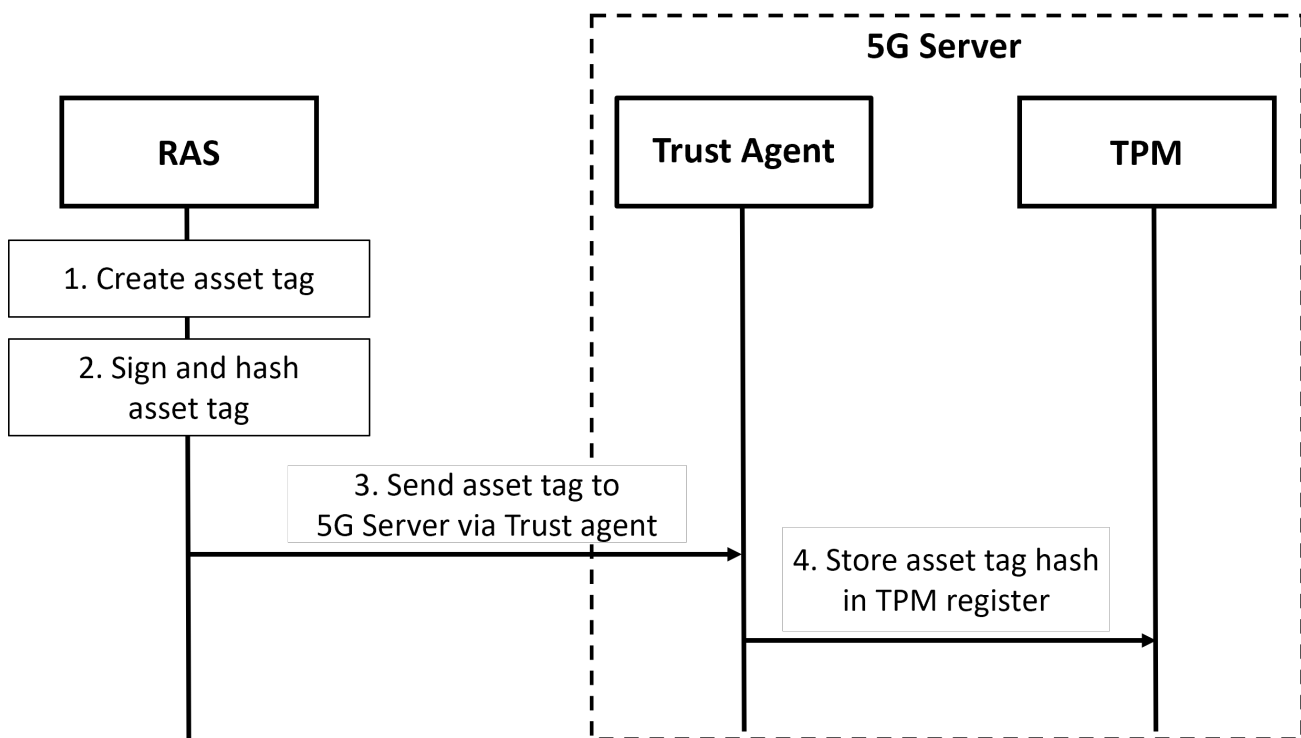 5G Server
RAS
Trust Agent
TPM
1. Create asset tag
2. Sign and hash
asset tag
3. Send asset tag to
5G Server via Trust agent
4. Store asset tag hash
in TPM register